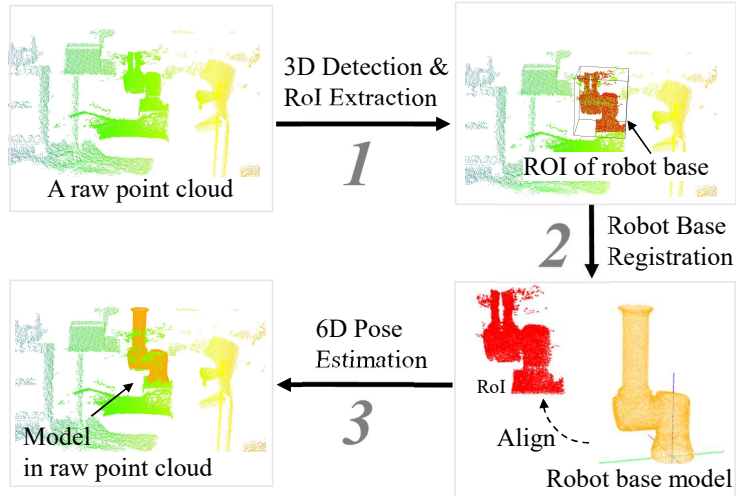 A raw point cloud
3D Detection &
RoI Extraction
1
ROI of robot base
2
Robot Base
Registration
RoI
Align
Robot base model
6D Pose
Estimation
3
Model
in raw point cloud